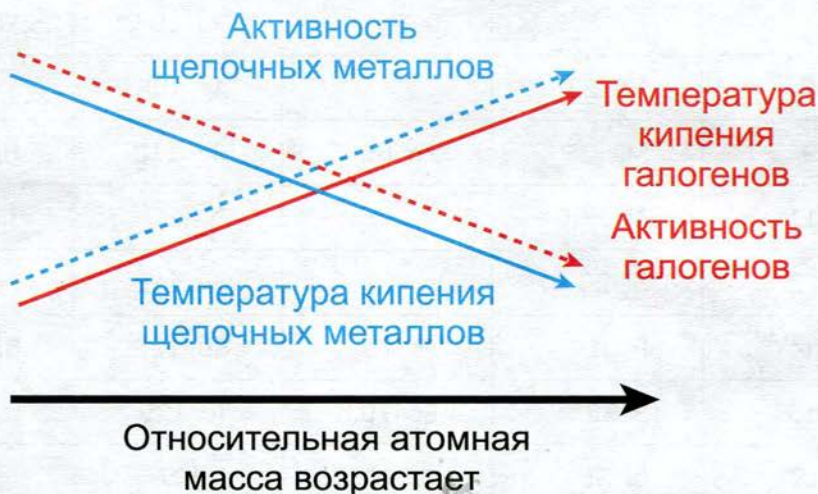 Активность
щелочных металлов
Температура
кипения
галогенов
Активность
галогенов
Температура кипения
щелочных металлов
Относительная атомная
масса возрастает